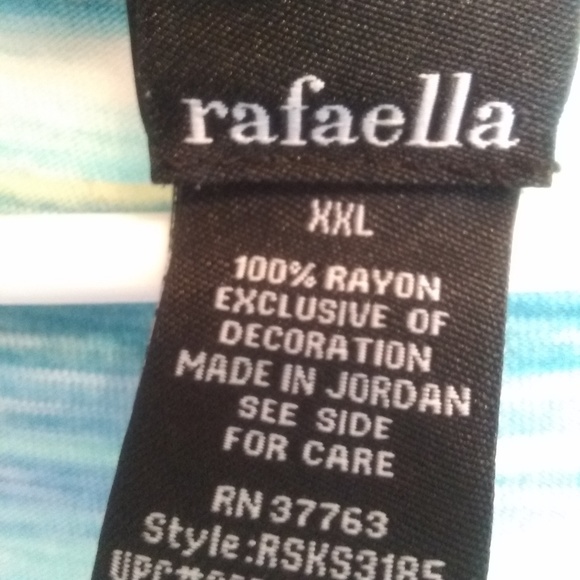 rafaella
XXL
100% RAYON
EXCLUSIVE OF
DECORATION
MADE IN JORDAN
SEE SIDE
FOR CARE
RN 37763
Style:RSKS3185